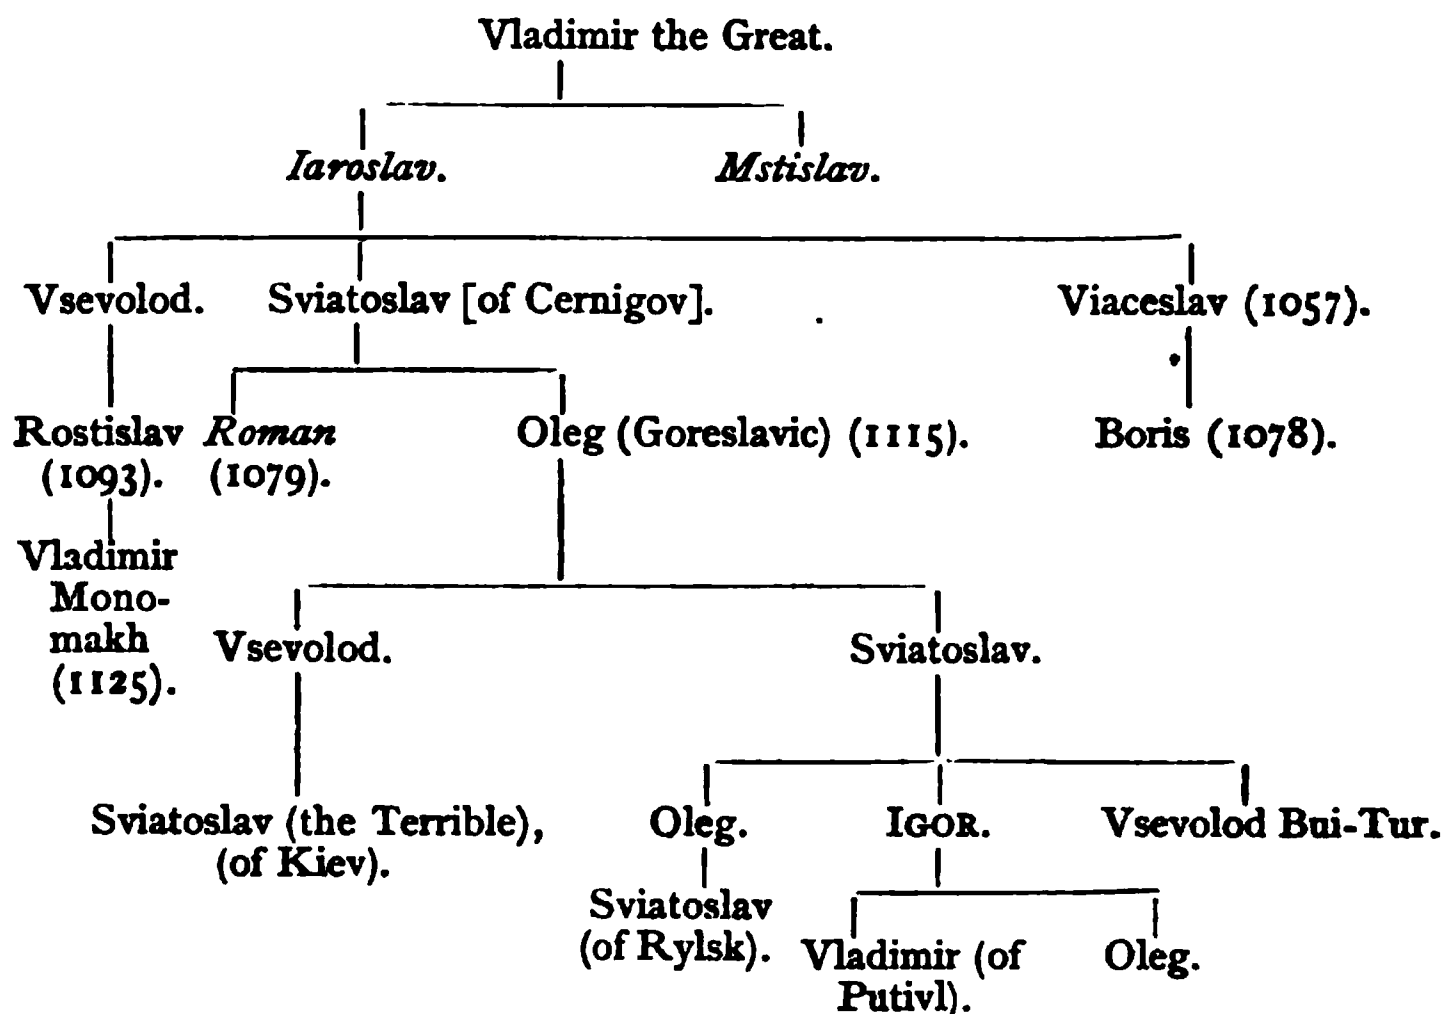 Vladimir the Great.
Iaroslav. Mstislav.
Vsevolod. Sviatoslav [of Cernigov]. Viaceslav (1057).
Rostislav Roman Oleg (Goreslavic) (1115). Boris (1078).
(1093). (1079).
Vladimir
Mono-
makh
(1125).
Vsevolod. Sviatoslav.
Sviatoslav (the Terrible), Oleg. IGOR. Vsevolod Bui-Tur.
(of Kiev).
Sviatoslav
(of Rylsk).
Vladimir (of Oleg.
Putivl).